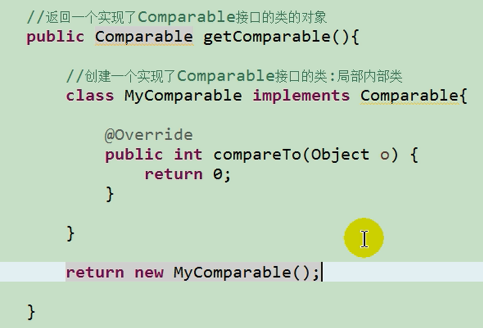 //返回一个实现了Comparable接口的类的对象
public Comparable getComparable(){
//创建一个实现了Comparable接口的类:局部内部类
class MyComparable implements Comparable{
@Override
public int compareTo(Object o) {
return 0;
}
}
return new MyComparable();
}